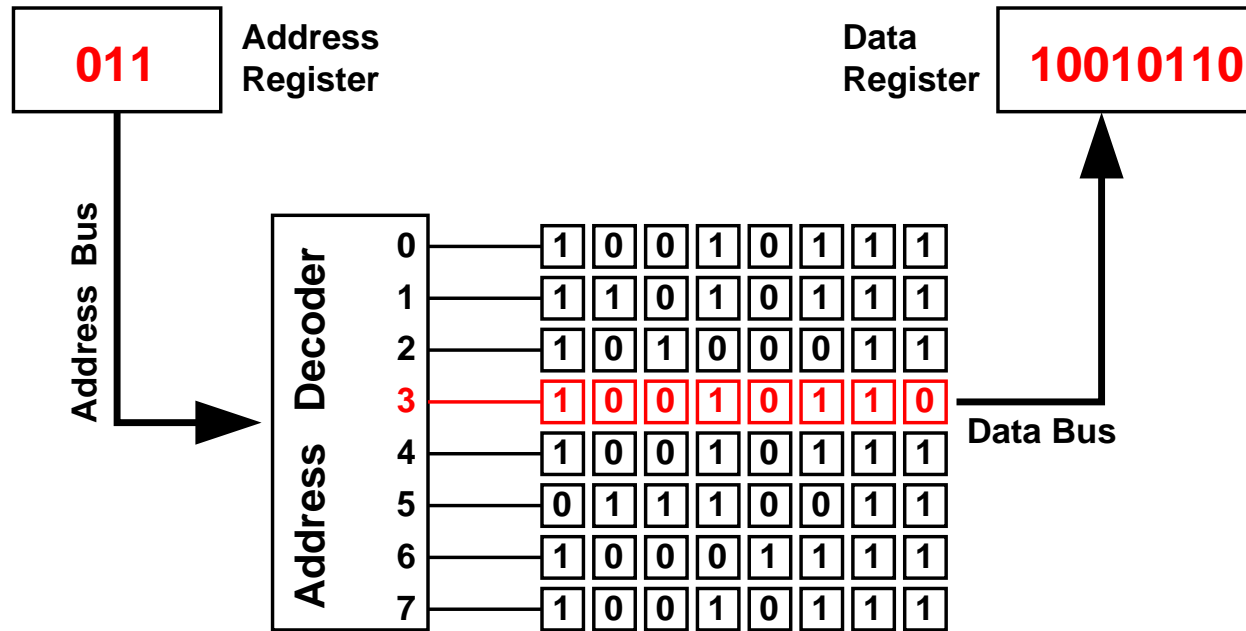 011
Address
Register
Data
Register
10010110
Address Bus
Address Decoder
0 1 0 0 1 0 1 1 1
1 1 1 0 1 0 1 1 1
2 1 0 1 0 0 0 1 1
3 1 0 0 1 0 1 1 0
Data Bus
4 1 0 0 1 0 1 1 1
5 0 1 1 1 0 0 1 1
6 1 0 0 0 1 1 1 1
7 1 0 0 1 0 1 1 1